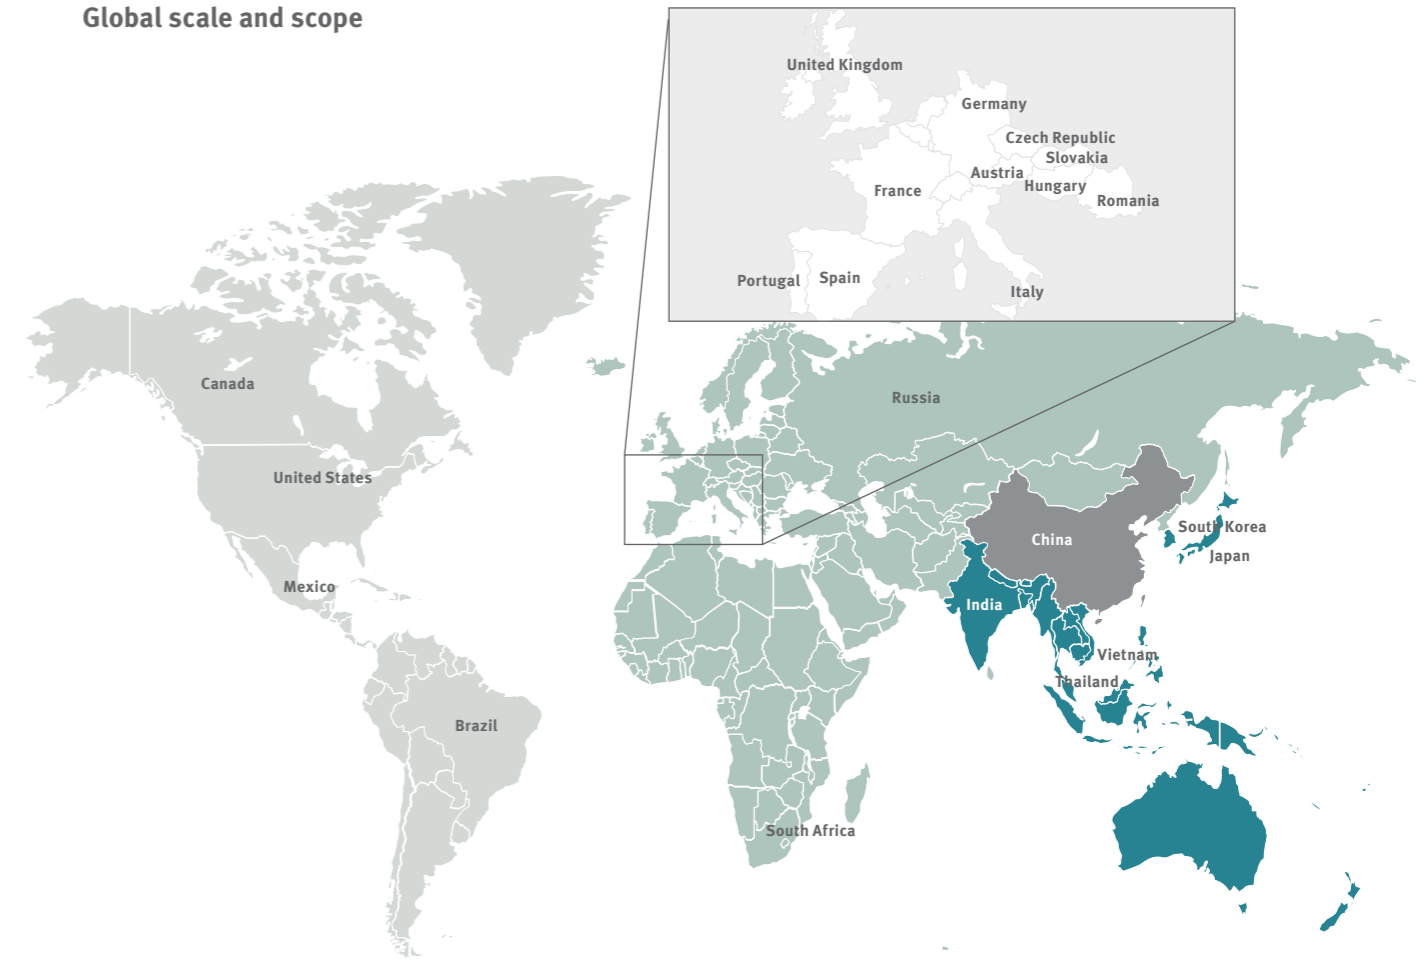 Global scale and scope
United Kingdom
Germany
Czech Republic
Slovakia
Austria
Hungary
France
Romania
Portugal
Spain
Italy
Canada
Russia
United States
South Korea
China
Japan
Mexico
India
Vietnam
Thailand
Brazil
South Africa